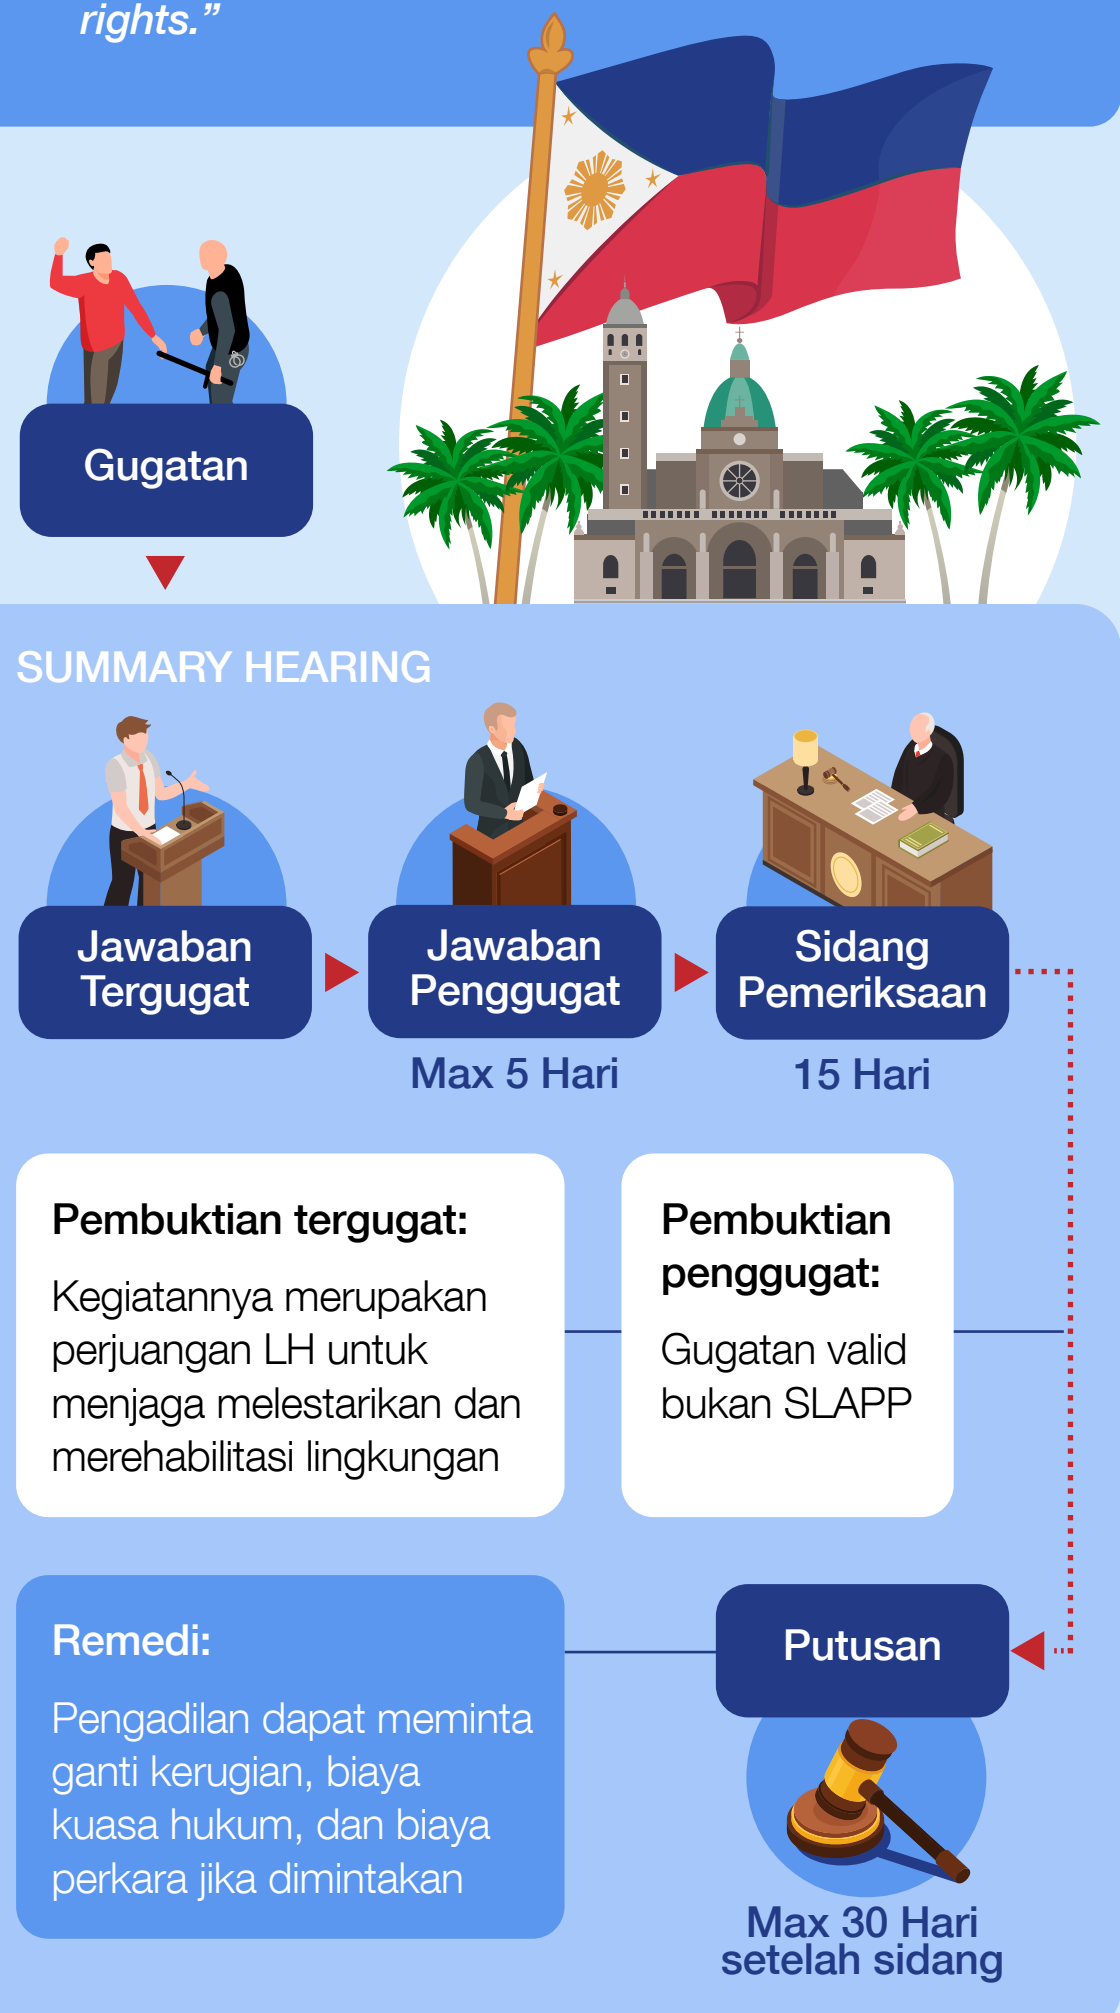 rights.”
Gugatan
SUMMARY HEARING
Jawaban
Tergugat
Jawaban
Penggugat
Max 5 Hari
Sidang
Pemeriksaan
15 Hari
Pembuktian tergugat:
Kegiatannya merupakan
perjuangan LH untuk
menjaga melestarikan dan
merehabilitasi lingkungan
Pembuktian
penggugat:
Gugatan valid
bukan SLAPP
Remedi:
Pengadilan dapat meminta
ganti kerugian, biaya
kuasa hukum, dan biaya
perkara jika dimintakan
Putusan
Max 30 Hari
setelah sidang